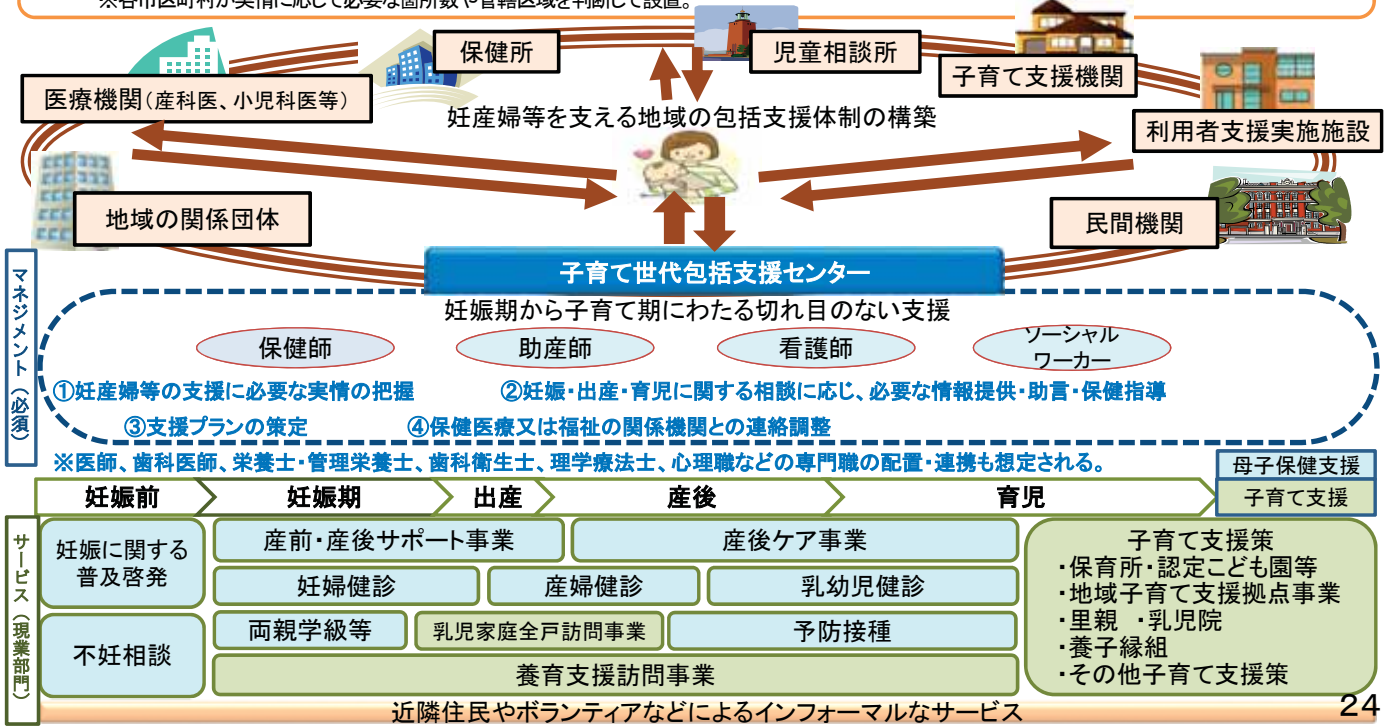 ※各市区町村が実情に応じて必要な箇所数や管轄区域を判断して設置。
保健所
児童相談所
子育て支援機関
医療機関(産科医、小児科医等)
妊産婦等を支える地域の包括支援体制の構築
利用者支援実施施設
地域の関係団体
民間機関
子育て世代包括支援センター
妊娠期から子育て期にわたる切れ目のない支援
マネジメント(必須)
保健師
助産師
看護師
ソーシャル
ワーカー
①妊産婦等の支援に必要な実情の把握
②妊娠・出産・育児に関する相談に応じ、必要な情報提供・助言・保健指導
③支援プランの策定
④保健医療又は福祉の関係機関との連絡調整
※医師、歯科医師、栄養士・管理栄養士、歯科衛生士、理学療法士、心理職などの専門職の配置・連携も想定される。
母子保健支援
子育て支援
妊娠前
妊娠期
出産
産後
育児
サービス(現業部門)
妊娠に関する
普及啓発
産前・産後サポート事業
産後ケア事業
妊婦健診
産婦健診
乳幼児健診
不妊相談
両親学級等
乳児家庭全戸訪問事業
予防接種
養育支援訪問事業
子育て支援策
・保育所・認定こども園等
・地域子育て支援拠点事業
・里親 ・乳児院
・養子縁組
・その他子育て支援策
近隣住民やボランティアなどによるインフォーマルなサービス
24